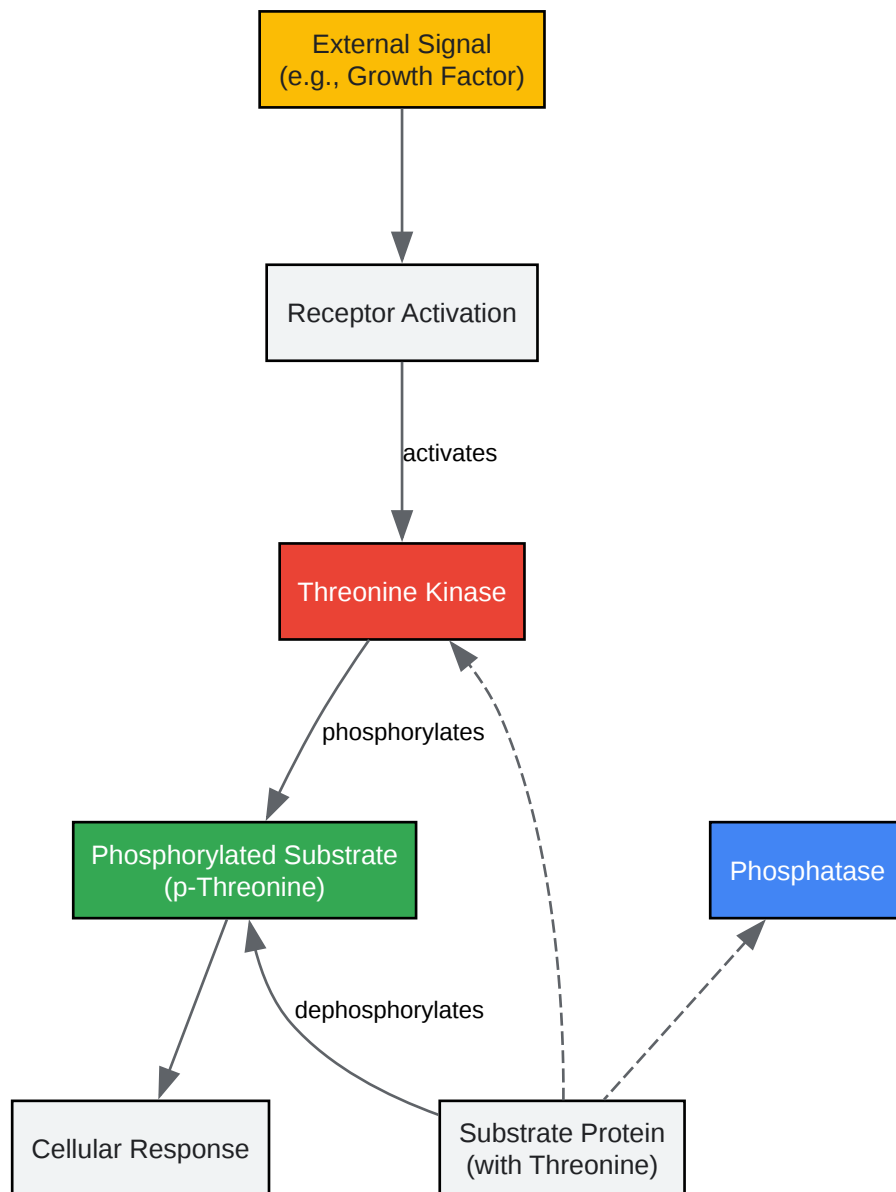 External Signal
(e.g., Growth Factor)
Receptor Activation
activates
Threonine Kinase
phosphorylates
Phosphorylated Substrate
(p-Threonine)
Phosphatase
dephosphorylates
Cellular Response
Substrate Protein
(with Threonine)